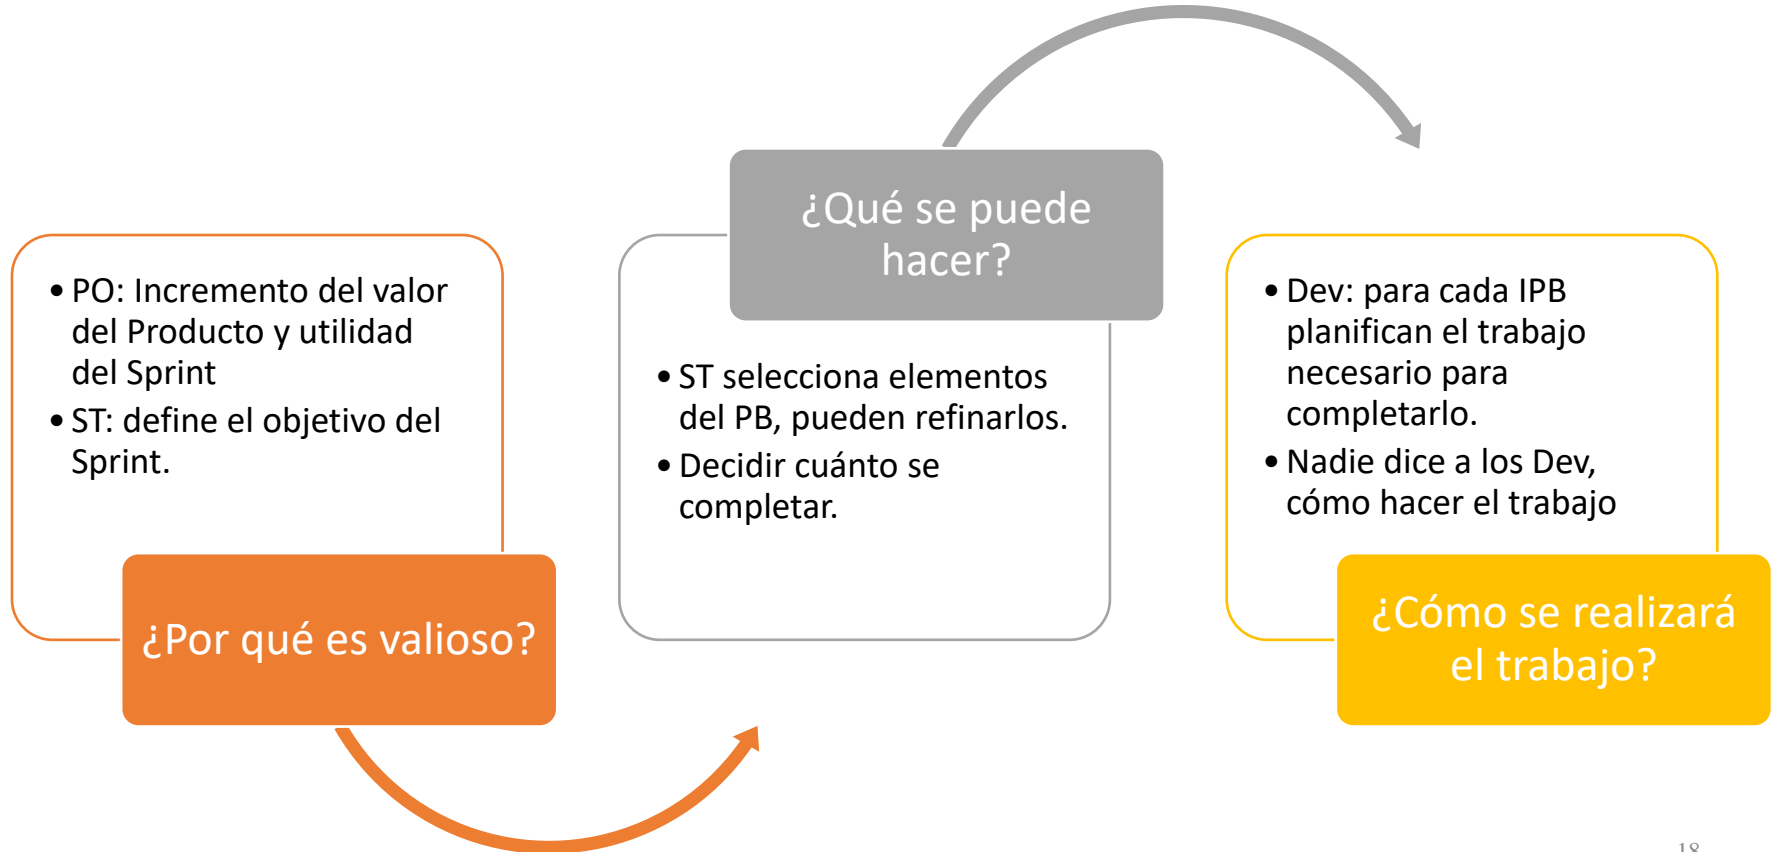 • PO: Incremento del valor
del Producto y utilidad
del Sprint
• ST: define el objetivo del
Sprint.
¿Por qué es valioso?
¿Qué se puede
hacer?
• ST selecciona elementos
del PB, pueden refinarlos.
• Decidir cuánto se
completar.
• Dev: para cada IPB
planifican el trabajo
necesario para
completarlo.
• Nadie dice a los Dev,
cómo hacer el trabajo
¿Cómo se realizará
el trabajo?
18